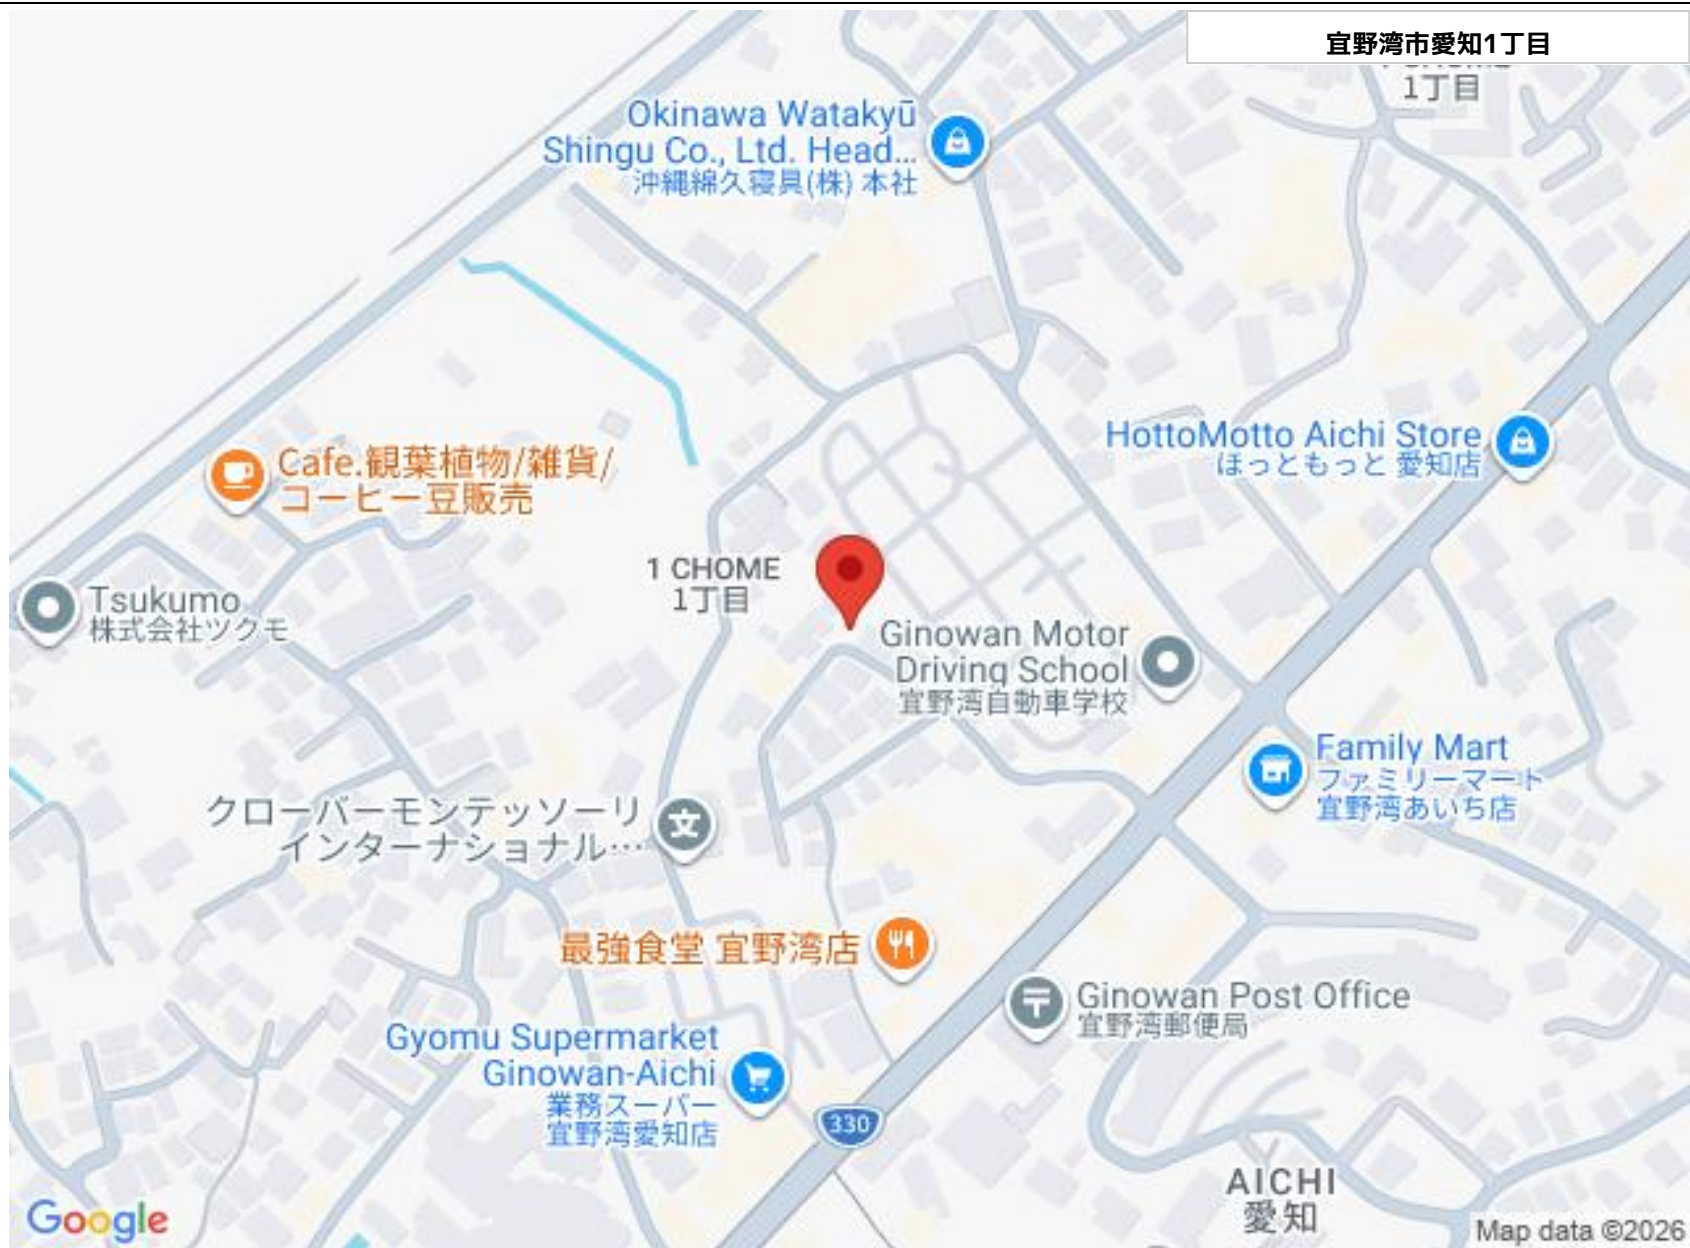 宜野湾市愛知1丁目
1丁目
Okinawa Watakyū
Shingu Co., Ltd. Head...
沖縄綿久寝具(株) 本社
HottoMotto Aichi Store
ほっともっと 愛知店
Cafe.観葉植物/雑貨/
コーヒー豆販売
1 CHOME
1丁目
Tsukumo
株式会社ツクモ
Ginowan Motor
Driving School
宜野湾自動車学校
Family Mart
ファミリーマート
宜野湾あいち店
クローバーモンテッソーリ
インターナショナル…
文
最強食堂 宜野湾店
Ginowan Post Office
宜野湾郵便局
Gyomu Supermarket
Ginowan-Aichi
業務スーパー
宜野湾愛知店
330
AICHI
愛知
Google
Map data ©2026